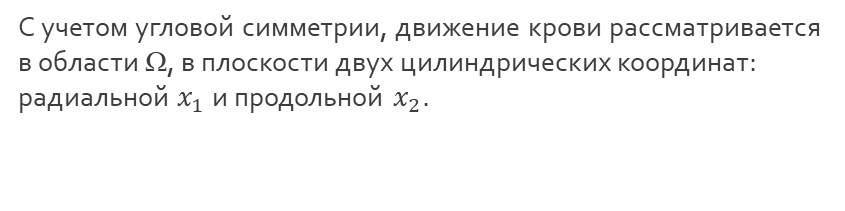 С учетом угловой симметрии, движение крови рассматривается
в области Ω, в плоскости двух цилиндрических координат:
радиальной x₁ и продольной x₂.